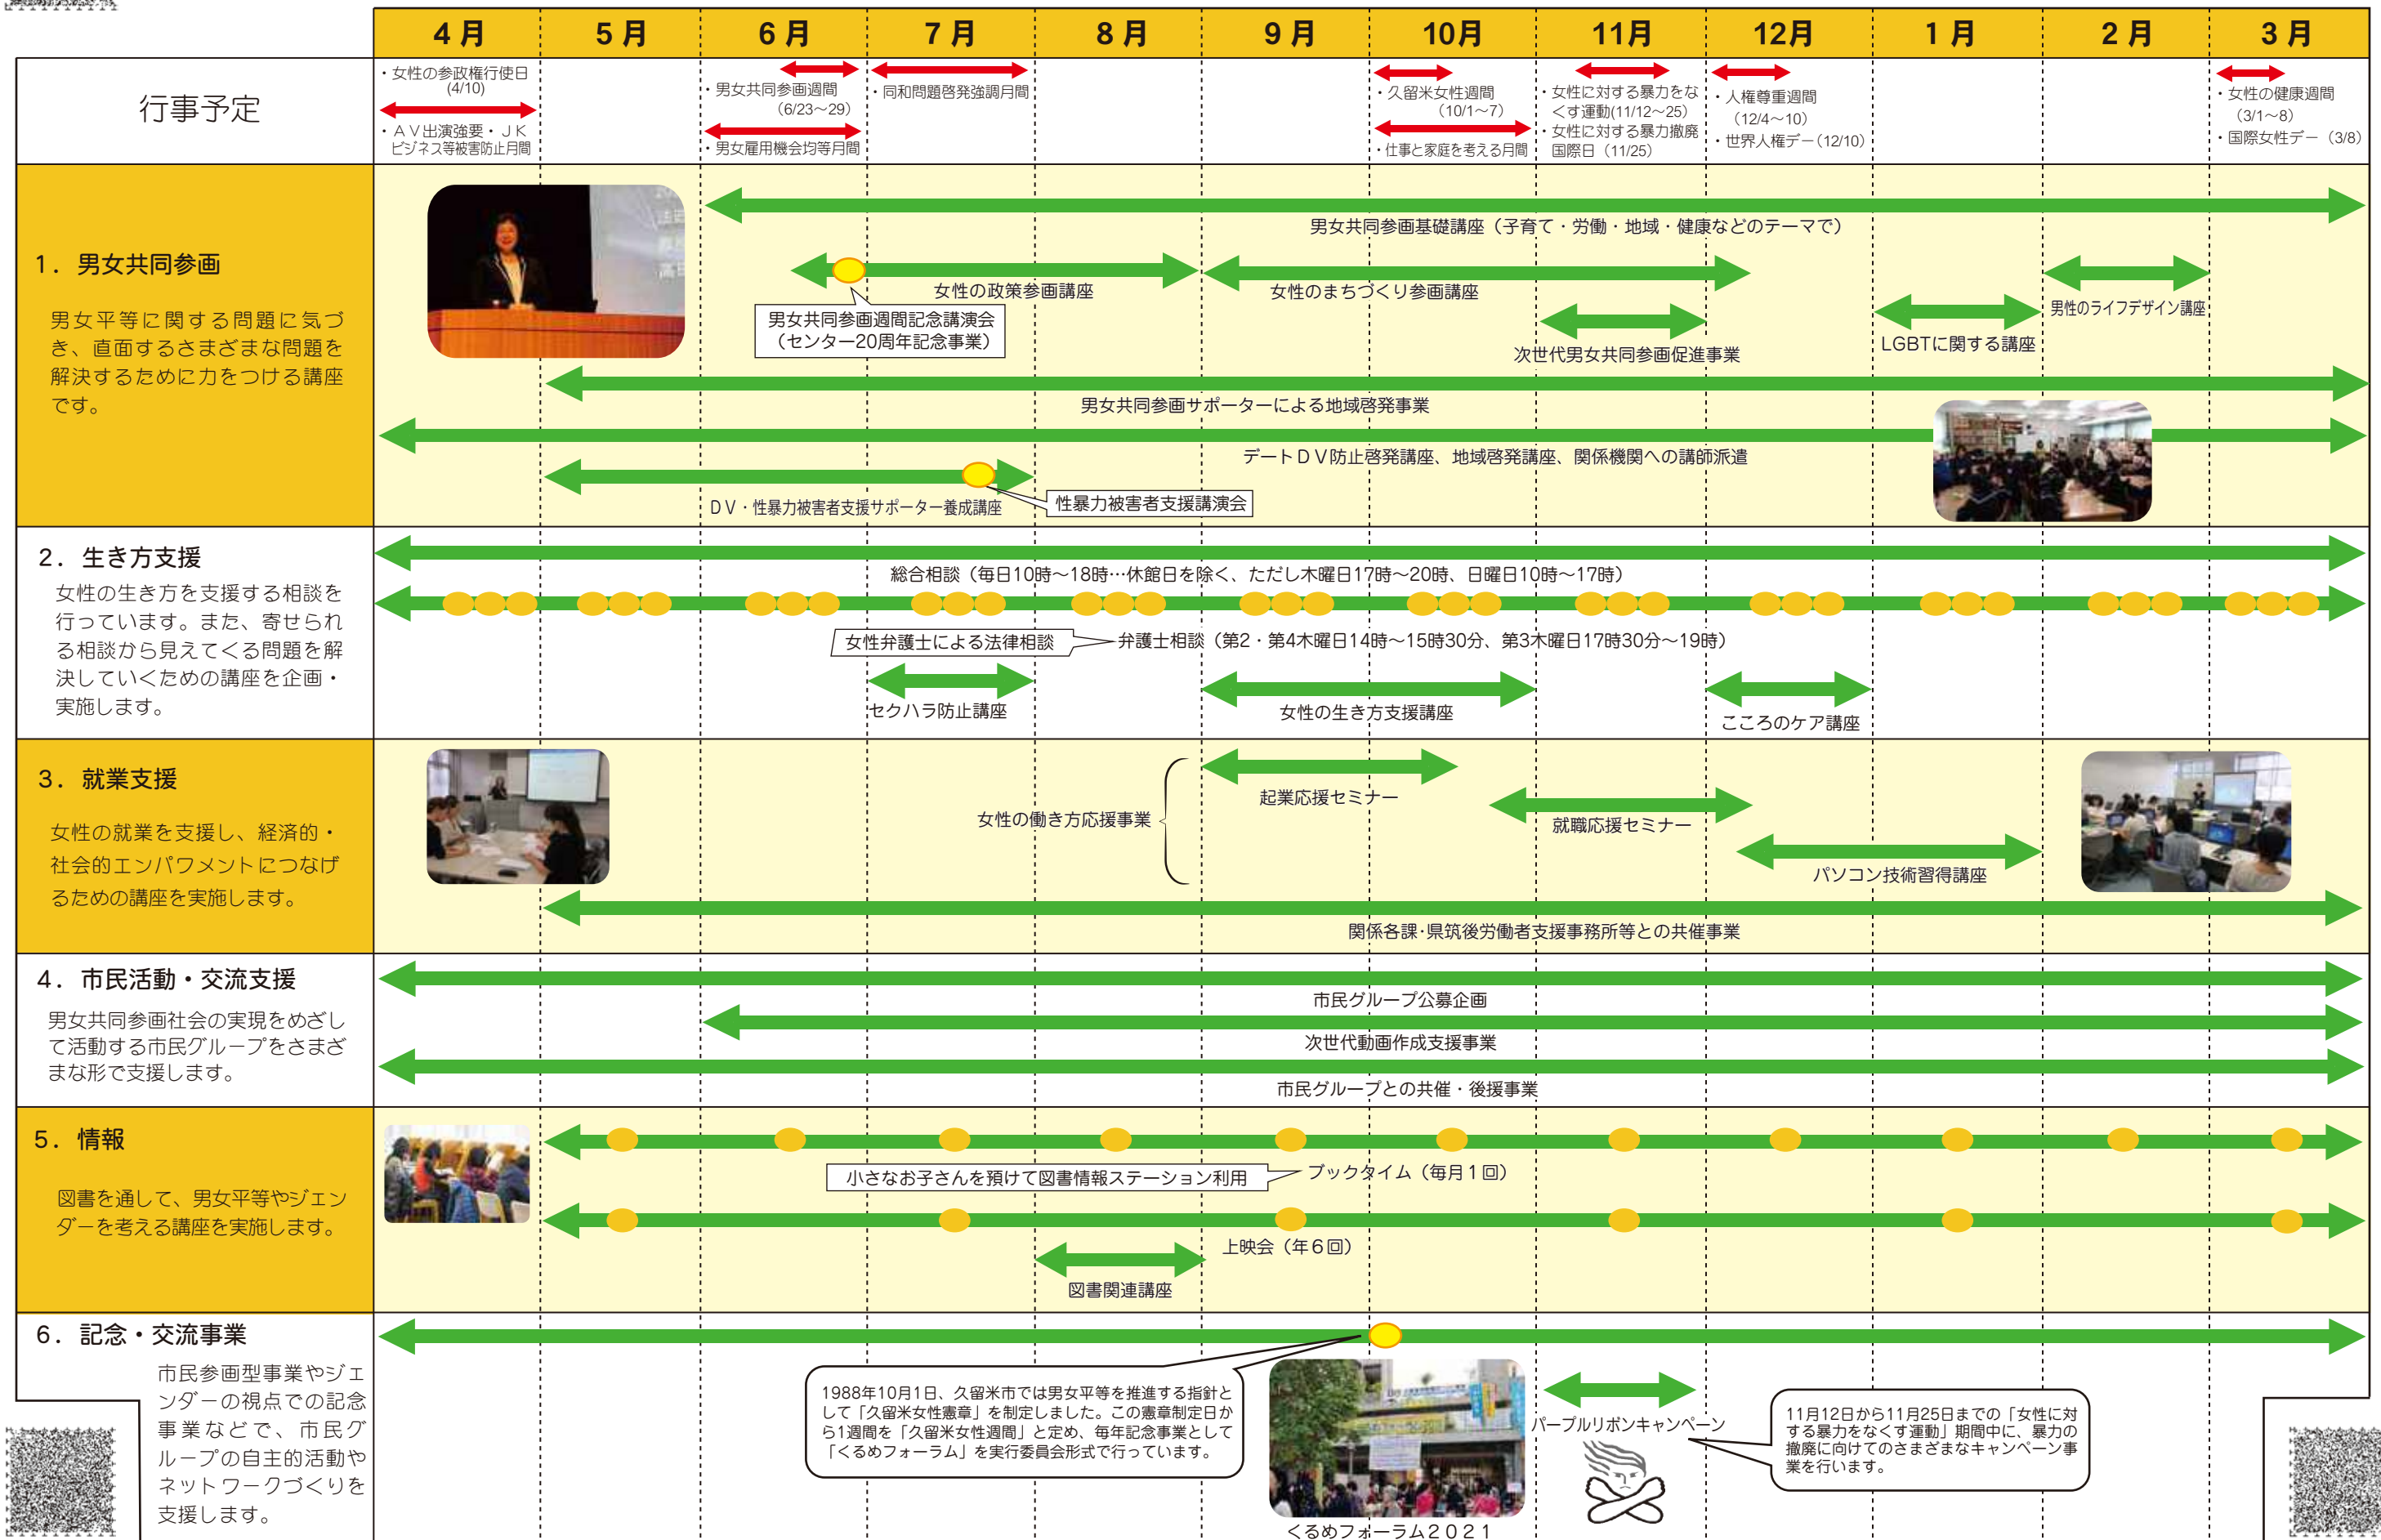 4月 5月 6月 7月 8月 9月 10月 11月 12月 1月 2月 3月
行事予定
・女性の参政権行使日
(4/10)
・ＡＶ出演強要・ＪＫ
ビジネス等被害防止月間
・男女共同参画週間
（6/23～29）
・男女雇用機会均等月間
・同和問題啓発強調月間
・久留米女性週間
（10/1～7）
・仕事と家庭を考える月間
・女性に対する暴力をな
くす運動(11/12～25)
・女性に対する暴力撤廃
国際日（11/25）
・人権尊重週間
（12/4～10）
・世界人権デー（12/10）
・女性の健康週間
（3/1～8）
・国際女性デー（3/8）
1．男女共同参画
男女平等に関する問題に気づ
き、直面するさまざまな問題を
解決するために力をつける講座
です。
男女共同参画基礎講座（子育て・労働・地域・健康などのテーマで）
女性の政策参画講座
女性のまちづくり参画講座
男性のライフデザイン講座
男女共同参画週間記念講演会
（センター20周年記念事業）
次世代男女共同参画促進事業
LGBTに関する講座
男女共同参画サポーターによる地域啓発事業
デートＤＶ防止啓発講座、地域啓発講座、関係機関への講師派遣
ＤＶ・性暴力被害者支援サポーター養成講座
性暴力被害者支援講演会
2．生き方支援
女性の生き方を支援する相談を
行っています。また、寄せられ
る相談から見えてくる問題を解
決していくための講座を企画・
実施します。
総合相談（毎日10時～18時…休館日を除く、ただし木曜日17時～20時、日曜日10時～17時）
女性弁護士による法律相談
弁護士相談（第2・第4木曜日14時～15時30分、第3木曜日17時30分～19時）
セクハラ防止講座
女性の生き方支援講座
こころのケア講座
3．就業支援
女性の就業を支援し、経済的・
社会的エンパワメントにつなげ
るための講座を実施します。
女性の働き方応援事業
起業応援セミナー
就職応援セミナー
パソコン技術習得講座
関係各課・県筑後労働者支援事務所等との共催事業
4．市民活動・交流支援
男女共同参画社会の実現をめざし
て活動する市民グループをさまざ
まな形で支援します。
市民グループ公募企画
次世代動画作成支援事業
市民グループとの共催・後援事業
5．情報
図書を通して、男女平等やジェン
ダーを考える講座を実施します。
小さなお子さんを預けて図書情報ステーション利用
ブックタイム（毎月１回）
上映会（年６回）
図書関連講座
6．記念・交流事業
市民参画型事業やジェ
ンダーの視点での記念
事業などで、市民グ
ループの自主的活動や
ネットワークづくりを
支援します。
1988年10月1日、久留米市では男女平等を推進する指針と
して「久留米女性憲章」を制定しました。この憲章制定日か
ら1週間を「久留米女性週間」と定め、毎年記念事業として
「くるめフォーラム」を実行委員会形式で行っています。
くるめフォーラム２０２１
パープルリボンキャンペーン
11月12日から11月25日までの「女性に対
する暴力をなくす運動」期間中に、暴力の
撤廃に向けてのさまざまなキャンペーン事
業を行います。